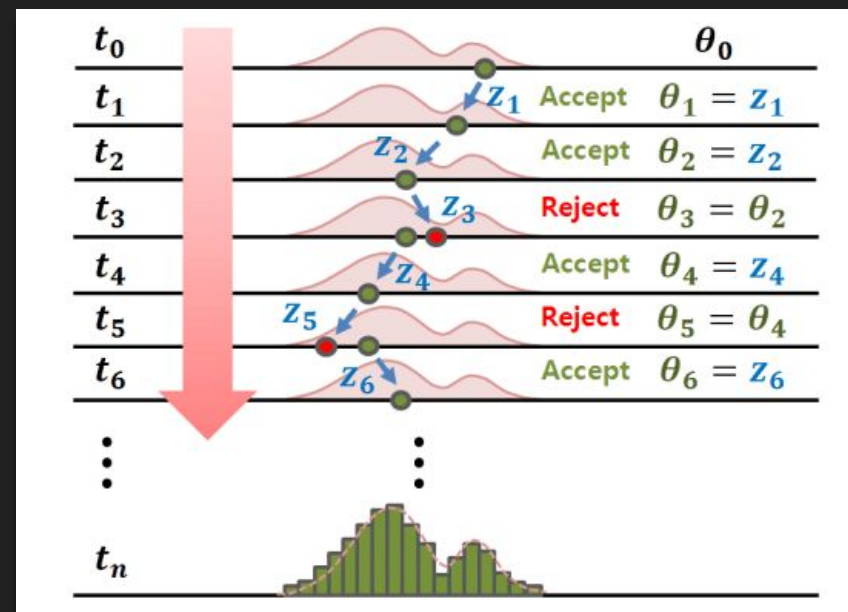 t₀ θ₀
t₁ z₁ Accept θ₁ = z₁
t₂ z₂ Accept θ₂ = z₂
t₃ z₃ Reject θ₃ = θ₂
t₄ z₄ Accept θ₄ = z₄
t₅ z₅ Reject θ₅ = θ₄
t₆ z₆ Accept θ₆ = z₆
⋮ ⋮
tₙ